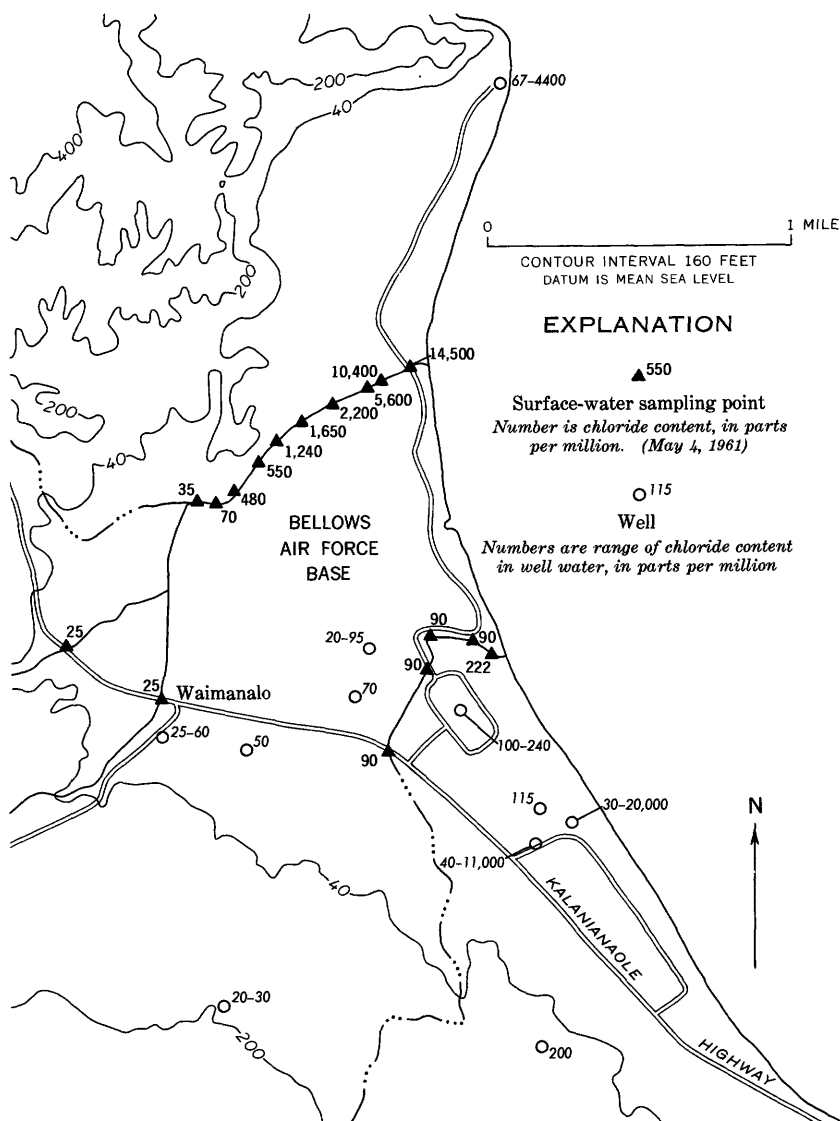 200
67–4400
40
400
0 1 MILE
CONTOUR INTERVAL 160 FEET
DATUM IS MEAN SEA LEVEL
200
EXPLANATION
14,500
10,400
550
5,600
2,200
Surface-water sampling point
Number is chloride content, in parts
per million. (May 4, 1961)
200
1,650
1,240
40
550
480
35
70
115
Well
Numbers are range of chloride content
in well water, in parts per million
BELLOWS
AIR FORCE
BASE
25
20–95
90
90
90
222
25
Waimanalo
70
25–60
50
100–240
90
115
30–20,000
N
40–11,000
40
KALANIANAOLE
HIGHWAY
20–30
200
200